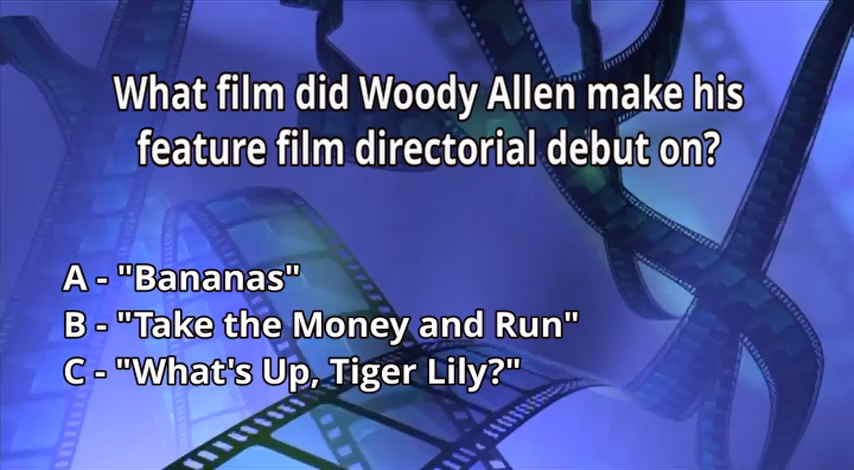 What film did Woody Allen make his
feature film directorial debut on?
A - "Bananas"
B - "Take the Money and Run"
C - "What's Up, Tiger Lily?"